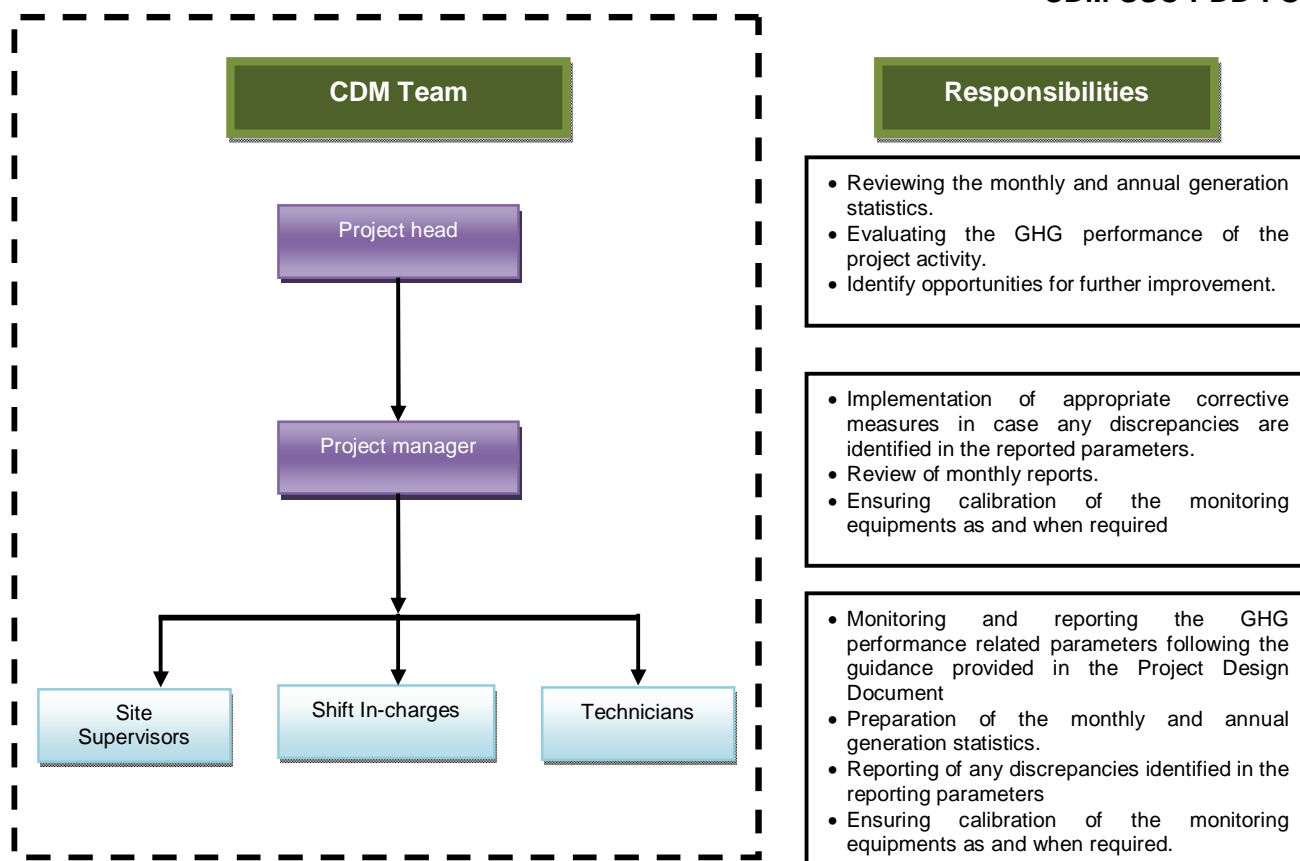 CDM Team
Responsibilities
Project head
• Reviewing the monthly and annual generation
statistics.
• Evaluating the GHG performance of the
project activity.
• Identify opportunities for further improvement.
Project manager
• Implementation of appropriate corrective
measures in case any discrepancies are
identified in the reported parameters.
• Review of monthly reports.
• Ensuring calibration of the monitoring
equipments as and when required
Site
Supervisors
Shift In-charges
Technicians
• Monitoring and reporting the GHG
performance related parameters following the
guidance provided in the Project Design
Document
• Preparation of the monthly and annual
generation statistics.
• Reporting of any discrepancies identified in the
reporting parameters
• Ensuring calibration of the monitoring
equipments as and when required.